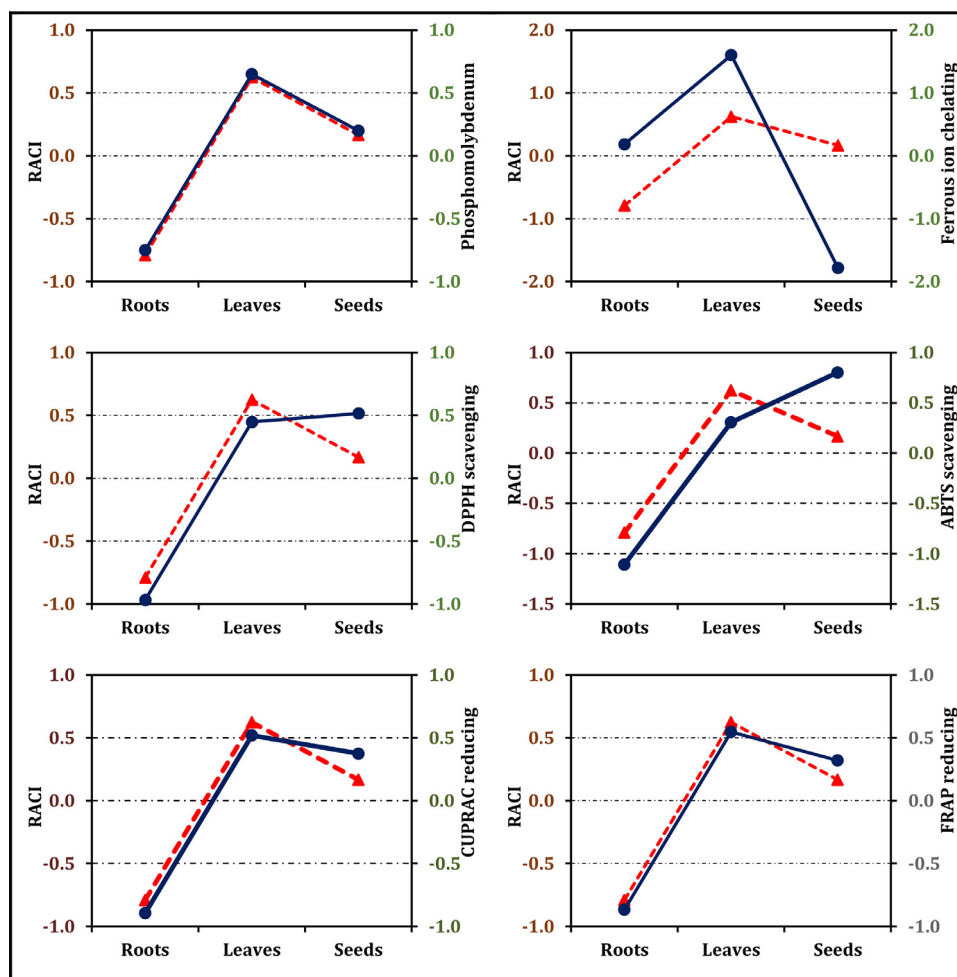 1.0 1.0
0.5 0.5
0.0 0.0
-0.5 -0.5
-1.0 -1.0
RACI
Phosphomolybdenum
Roots Leaves Seeds
2.0 2.0
1.0 1.0
0.0 0.0
-1.0 -1.0
-2.0 -2.0
RACI
Ferrous ion chelating
Roots Leaves Seeds
1.0 1.0
0.5 0.5
0.0 0.0
-0.5 -0.5
-1.0 -1.0
RACI
DPPH scavenging
Roots Leaves Seeds
1.0 1.0
0.5 0.5
0.0 0.0
-0.5 -0.5
-1.0 -1.0
-1.5 -1.5
RACI
ABTS scavenging
Roots Leaves Seeds
1.0 1.0
0.5 0.5
0.0 0.0
-0.5 -0.5
-1.0 -1.0
RACI
CUPRAC reducing
Roots Leaves Seeds
1.0 1.0
0.5 0.5
0.0 0.0
-0.5 -0.5
-1.0 -1.0
RACI
FRAP reducing
Roots Leaves Seeds